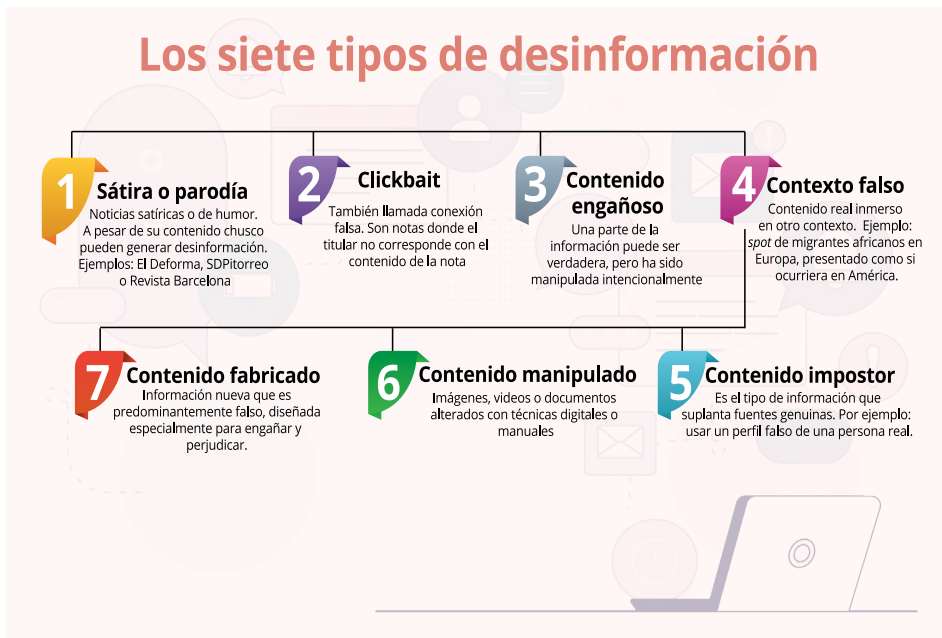 Los siete tipos de desinformación
1
Sátira o parodía
Noticias satíricas o de humor.
A pesar de su contenido chusco
pueden generar desinformación.
Ejemplos: El Deforma, SDPitorreo
o Revista Barcelona
2
Clickbait
También llamada conexión
falsa. Son notas donde el
titular no corresponde con el
contenido de la nota
3
Contenido
engañoso
Una parte de la
información puede ser
verdadera, pero ha sido
manipulada intencionalmente
4
Contexto falso
Contenido real inmerso
en otro contexto. Ejemplo:
spot de migrantes africanos en
Europa, presentado como si
ocurriera en América.
7
Contenido fabricado
Información nueva que es
predominantemente falso, diseñada
especialmente para engañar y
perjudicar.
6
Contenido manipulado
Imágenes, videos o documentos
alterados con técnicas digitales o
manuales
5
Contenido impostor
Es el tipo de información que
suplanta fuentes genuinas. Por ejemplo:
usar un perfil falso de una persona real.